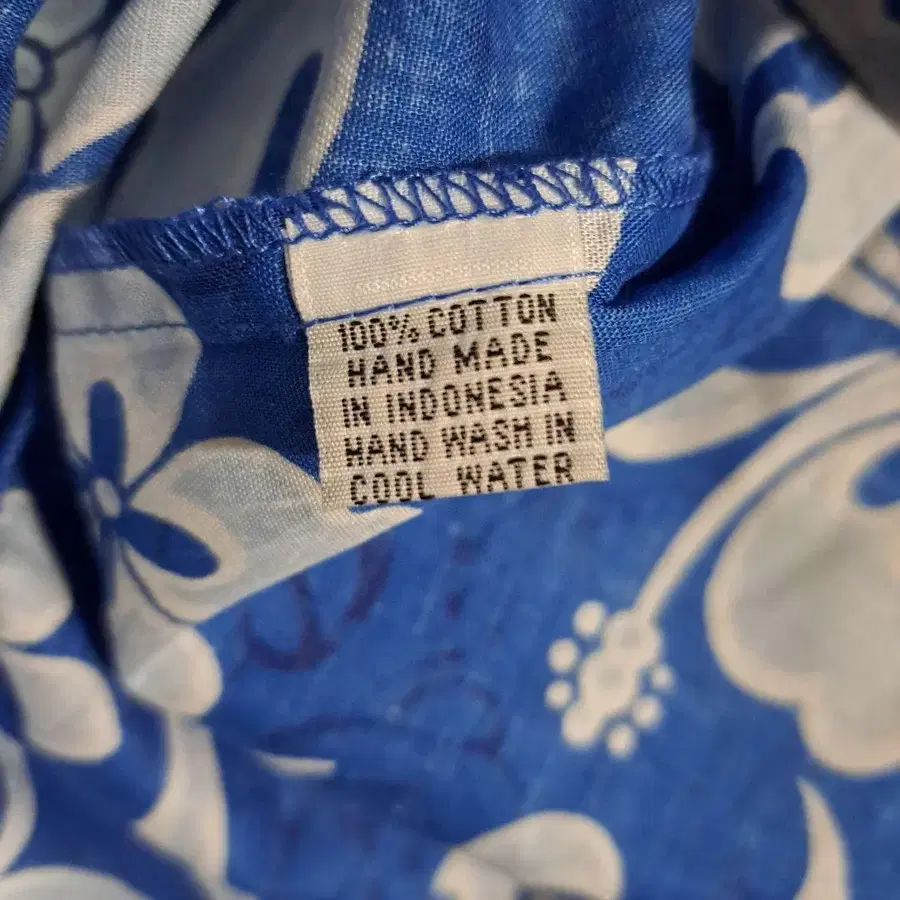 100% COTTON
HAND MADE
IN INDONESIA
HAND WASH IN
COOL WATER